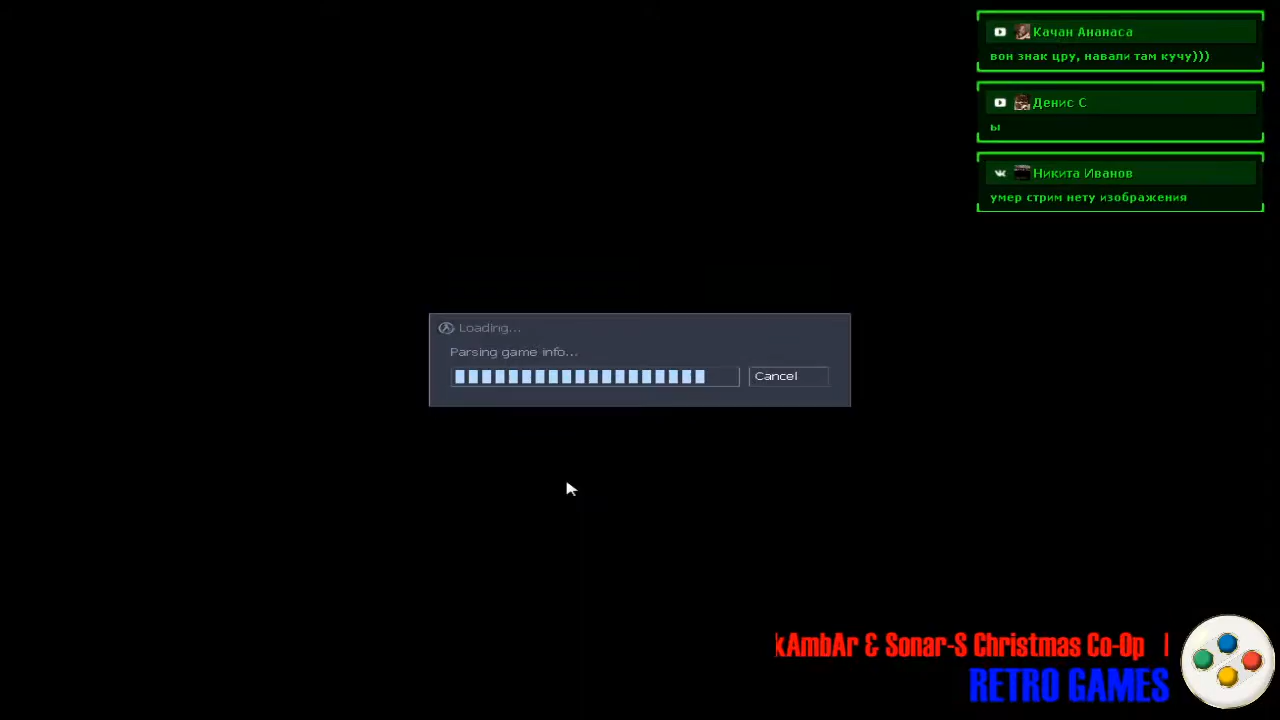 Качан Ананаса
вон знак цру, навали там кучу)))
Денис С
ы
Никита Иванов
умер стрим нету изображения
Loading...
Parsing game info...
Cancel
kAmbAr & Sonar-S Christmas Co-Op
RETRO GAMES